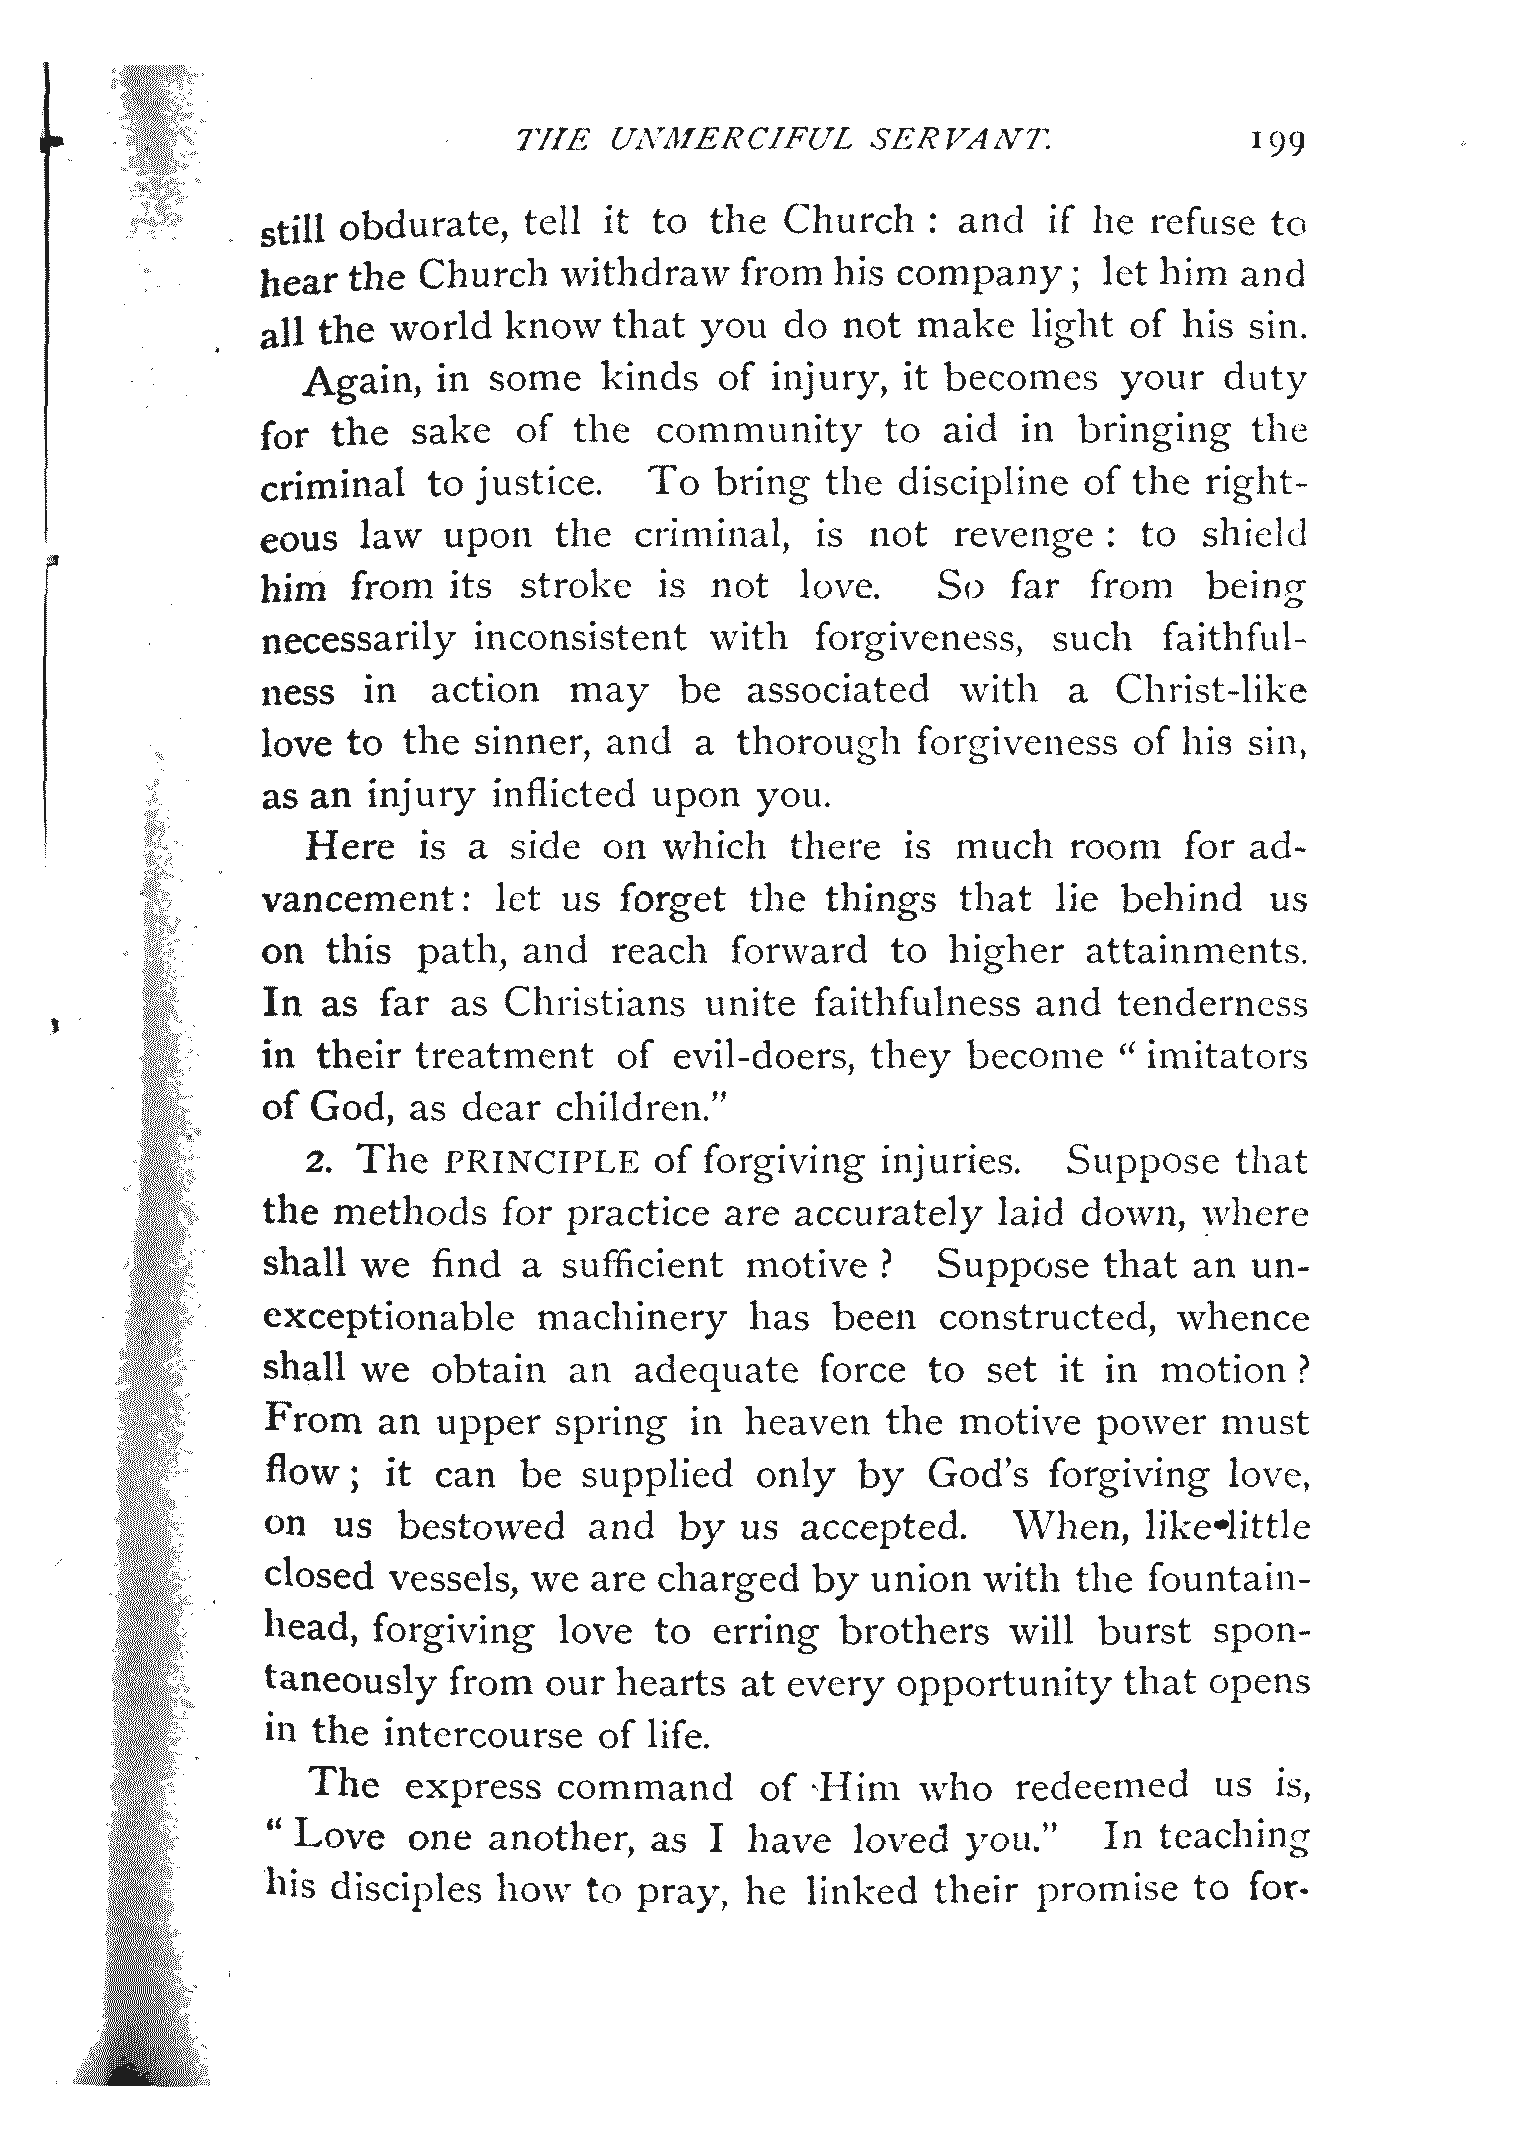 THE UNMERCIFUL SERVANT. 199
still obdurate, tell it to the Church : and if he refuse to
hear the Church withdraw from his company ; let him and
all the world know that you do not make light of his sin.
Again, in some kinds of injury, it becomes your duty
for the sake of the community to aid in bringing the
criminal to justice. To bring the discipline of the right-
eous law upon the criminal, is not revenge : to shield
him from its stroke is not love. So far from being
necessarily inconsistent with forgiveness, such faithful-
ness in action may be associated with a Christ-like
love to the sinner, and a thorough forgiveness of his sin,
as an injury inflicted upon you.
Here is a side on which there is much room for ad-
vancement : let us forget the things that lie behind us
on this path, and reach forward to higher attainments.
In as far as Christians unite faithfulness and tenderness
in their treatment of evil-doers, they become “ imitators
of God, as dear children.”
2. The PRINCIPLE of forgiving injuries. Suppose that
the methods for practice are accurately laid down, where
shall we find a sufficient motive ? Suppose that an un-
exceptionable machinery has been constructed, whence
shall we obtain an adequate force to set it in motion ?
From an upper spring in heaven the motive power must
flow ; it can be supplied only by God’s forgiving love,
on us bestowed and by us accepted. When, like little
closed vessels, we are charged by union with the fountain-
head, forgiving love to erring brothers will burst spon-
taneously from our hearts at every opportunity that opens
in the intercourse of life.
The express command of Him who redeemed us is,
“ Love one another, as I have loved you.” In teaching
his disciples how to pray, he linked their promise to for-